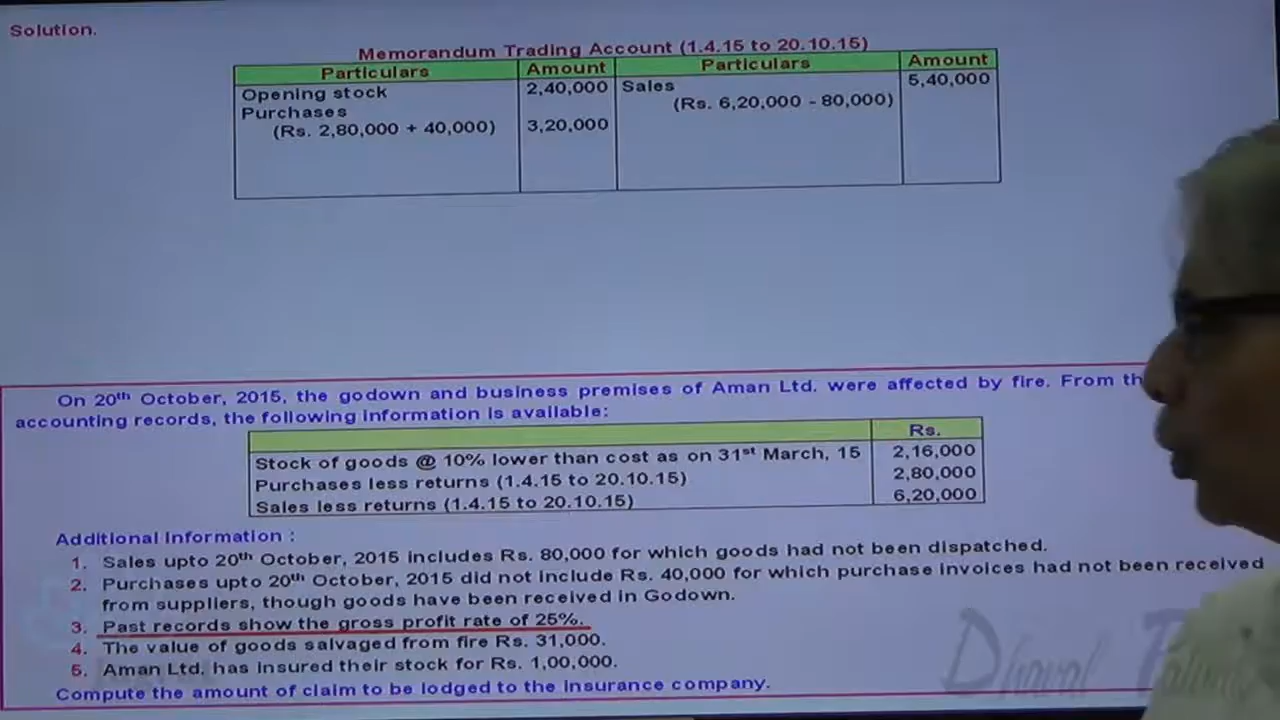 Solution.
Memorandum Trading Account (1.4.15 to 20.10.15)
Particulars Amount Particulars Amount
Opening stock 2,40,000 Sales 5,40,000
Purchases (Rs. 6,20,000 - 80,000)
(Rs. 2,80,000 + 40,000) 3,20,000
On 20th October, 2015, the godown and business premises of Aman Ltd. were affected by fire. From th
accounting records, the following information is available:
Rs.
Stock of goods @ 10% lower than cost as on 31st March, 15 2,16,000
Purchases less returns (1.4.15 to 20.10.15) 2,80,000
Sales less returns (1.4.15 to 20.10.15) 6,20,000
Additional Information :
1. Sales upto 20th October, 2015 includes Rs. 80,000 for which goods had not been dispatched.
2. Purchases upto 20th October, 2015 did not include Rs. 40,000 for which purchase invoices had not been received
from suppliers, though goods have been received in Godown.
3. Past records show the gross profit rate of 25%.
4. The value of goods salvaged from fire Rs. 31,000.
5. Aman Ltd. has insured their stock for Rs. 1,00,000.
Compute the amount of claim to be lodged to the insurance company.
Dhaval